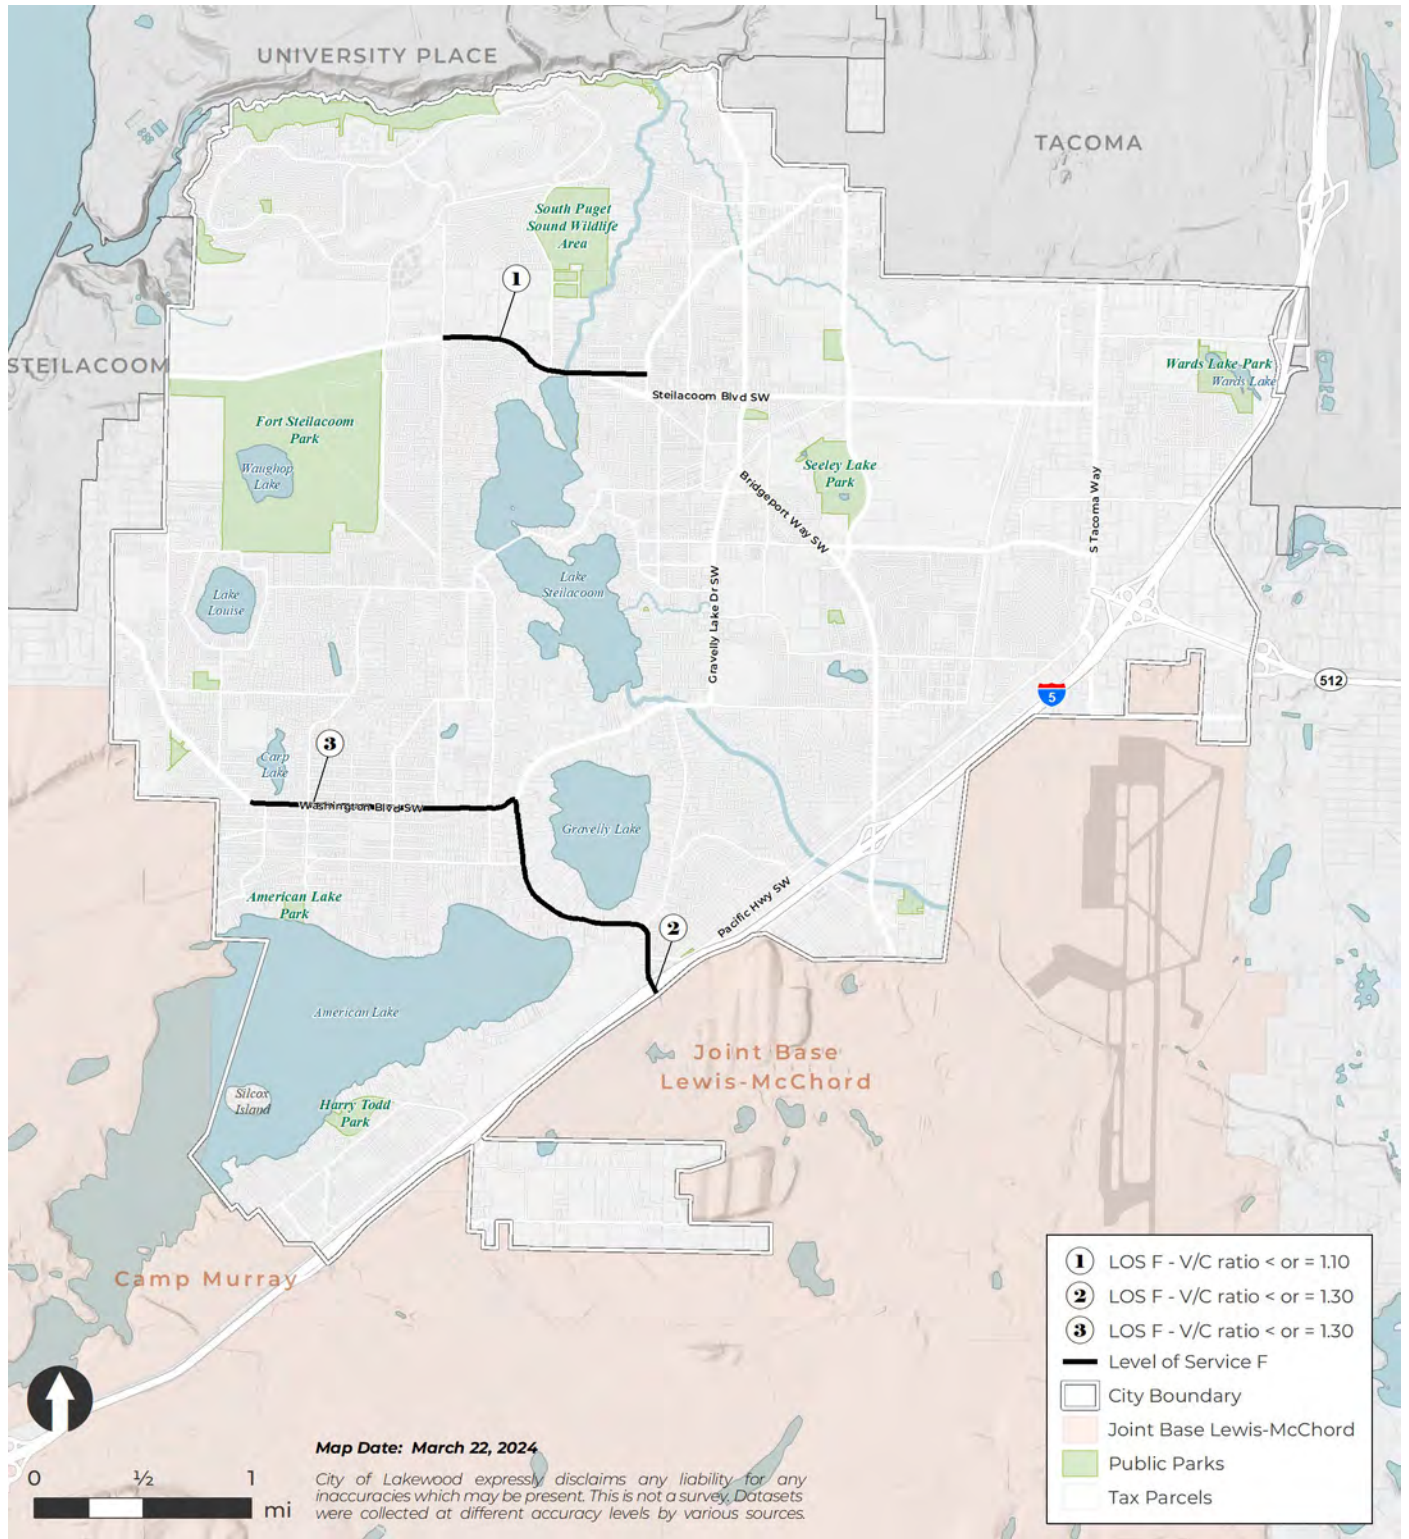 UNIVERSITY PLACE
TACOMA
South Puget
Sound Wildlife
Area
1
STEILACOOM
Wards Lake Park
Wards Lake
Steilacoom Blvd SW
Fort Steilacoom
Park
Waughop
Lake
Seeley Lake
Park
Bridgeport Way SW
S Tacoma Way
Lake
Steilacoom
Lake
Louise
Gravelly Lake Dr SW
512
5
3
Carp
Lake
Washington Blvd SW
Gravelly Lake
American Lake
Park
Pacific Hwy SW
2
American Lake
Joint Base
Lewis-McChord
Silcox
Island
Harry Todd
Park
Camp Murray
1 LOS F - V/C ratio < or = 1.10
2 LOS F - V/C ratio < or = 1.30
3 LOS F - V/C ratio < or = 1.30
Level of Service F
City Boundary
Joint Base Lewis-McChord
Public Parks
Tax Parcels
Map Date: March 22, 2024
0 ½ 1
mi
City of Lakewood expressly disclaims any liability for any
inaccuracies which may be present. This is not a survey. Datasets
were collected at different accuracy levels by various sources.